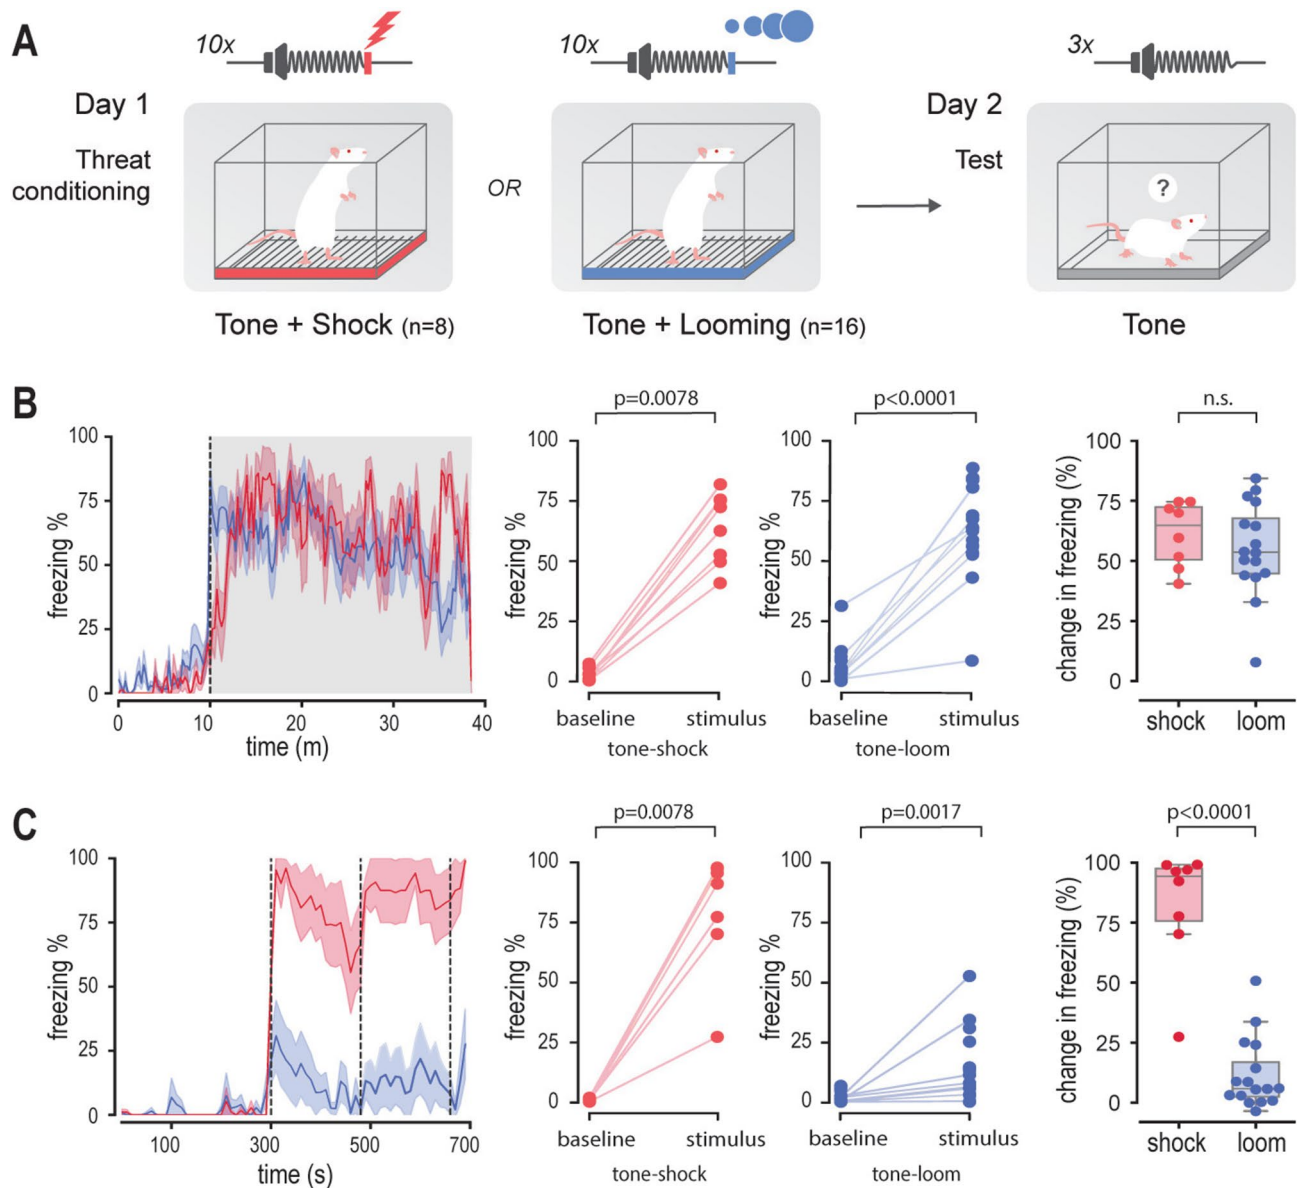 A
10x
10x
3x
Day 1
Threat
conditioning
OR
Day 2
Test
?
Tone + Shock (n=8)
Tone + Looming (n=16)
Tone
B
freezing %
100
75
50
25
0
0
10
20
30
40
time (m)
p=0.0078
freezing %
100
75
50
25
0
baseline
stimulus
tone-shock
p<0.0001
freezing %
100
75
50
25
0
baseline
stimulus
tone-loom
n.s.
change in freezing (%)
100
75
50
25
0
shock
loom
C
freezing %
100
75
50
25
0
100
300
500
700
time (s)
p=0.0078
freezing %
100
75
50
25
0
baseline
stimulus
tone-shock
p=0.0017
freezing %
100
75
50
25
0
baseline
stimulus
tone-loom
p<0.0001
change in freezing (%)
100
75
50
25
0
shock
loom